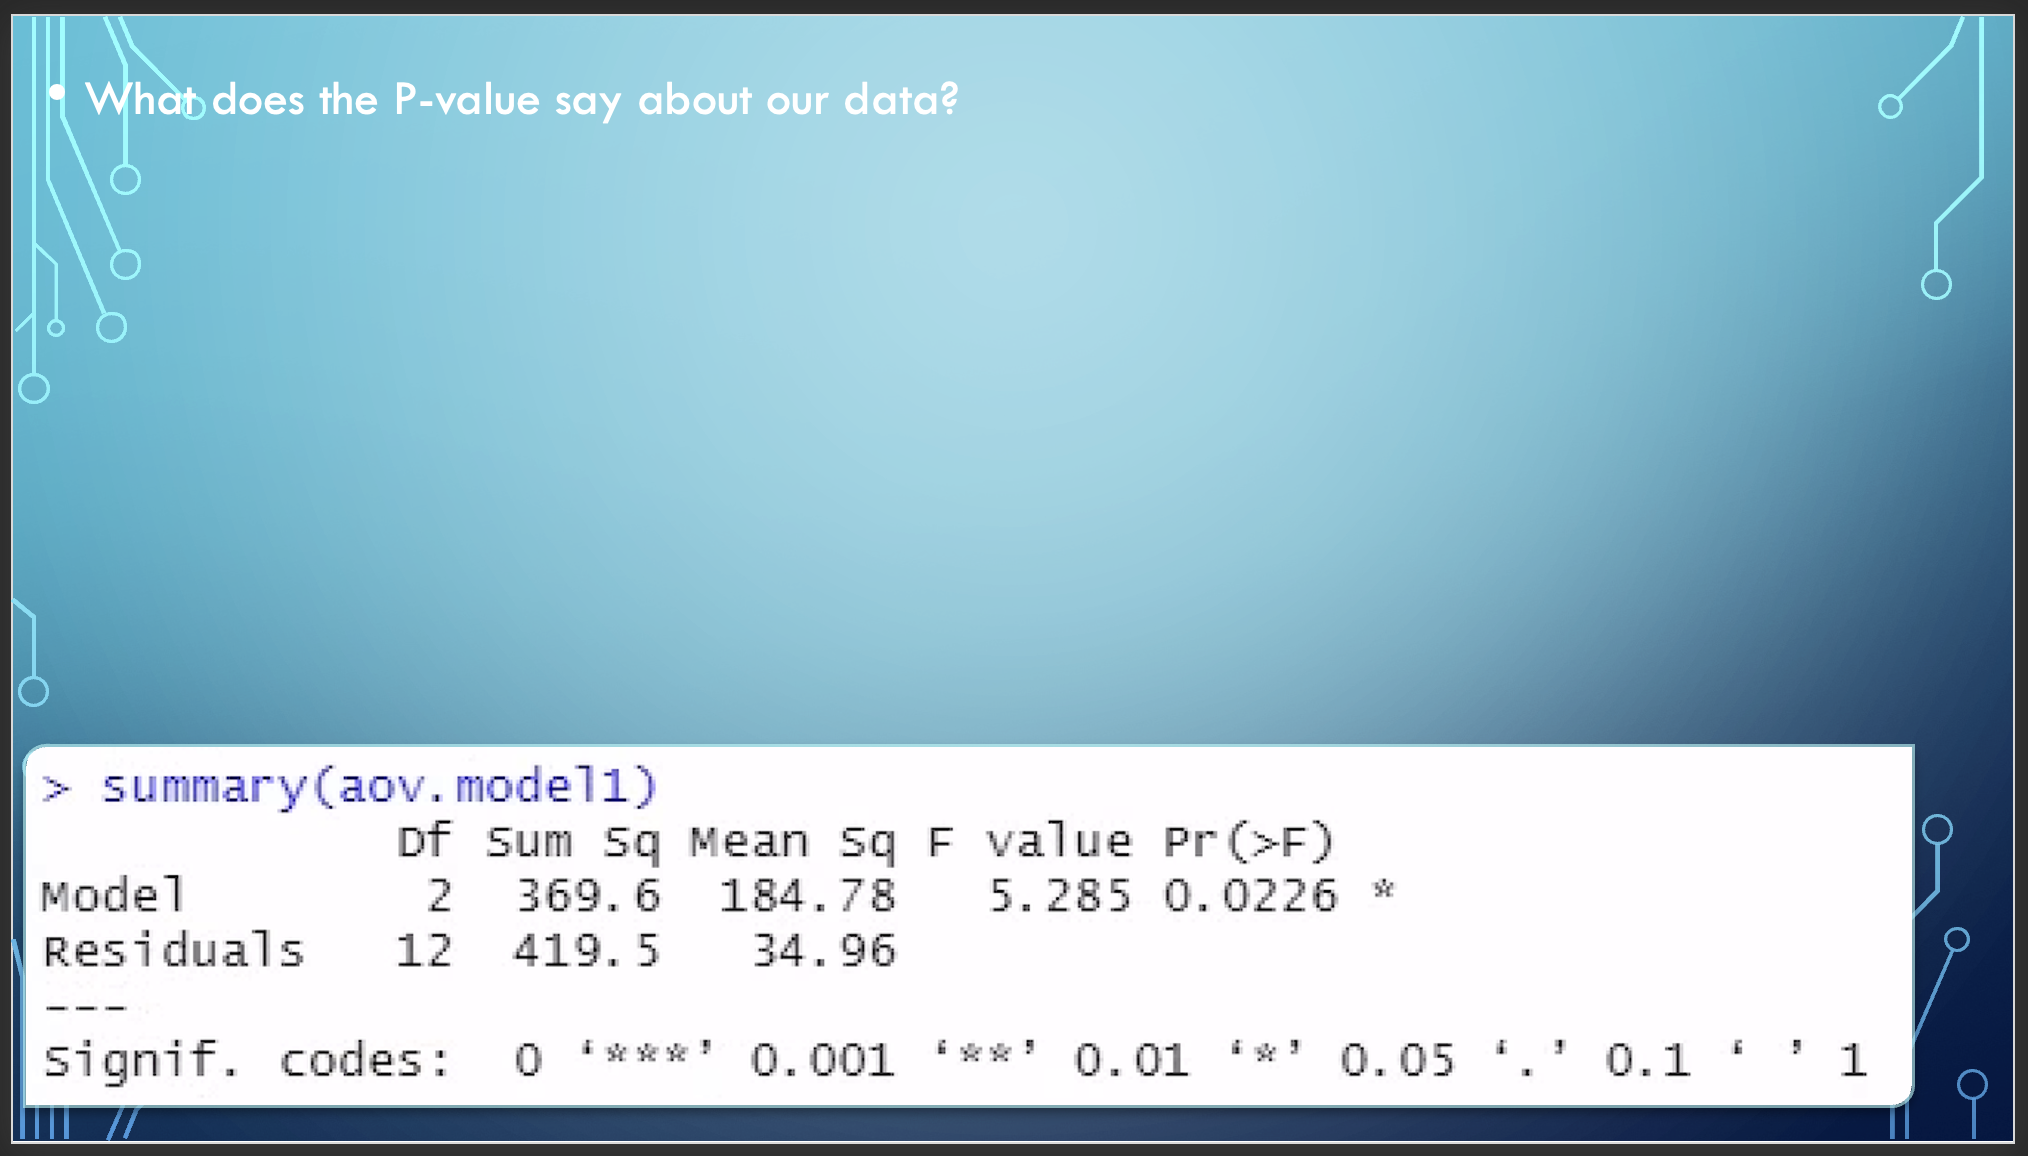 • What does the P-value say about our data?
> summary(aov.model1)
Df Sum Sq Mean Sq F value Pr(>F)
Model 2 369.6 184.78 5.285 0.0226 *
Residuals 12 419.5 34.96
---
Signif. codes: 0 ‘***’ 0.001 ‘**’ 0.01 ‘*’ 0.05 ‘.’ 0.1 ‘ ’ 1